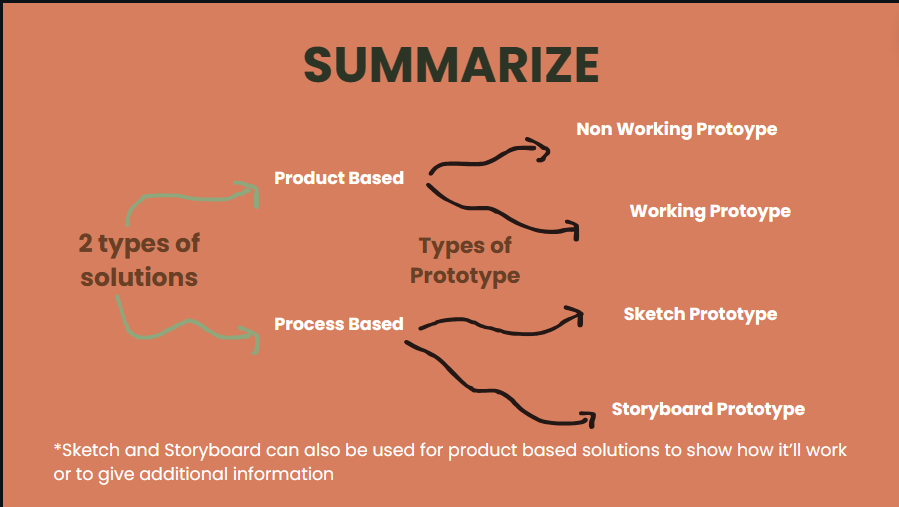 SUMMARIZE
Non Working Protoype
Product Based
Working Protoype
2 types of
solutions
Types of
Prototype
Process Based
Sketch Prototype
Storyboard Prototype
*Sketch and Storyboard can also be used for product based solutions to show how it'll work
or to give additional information